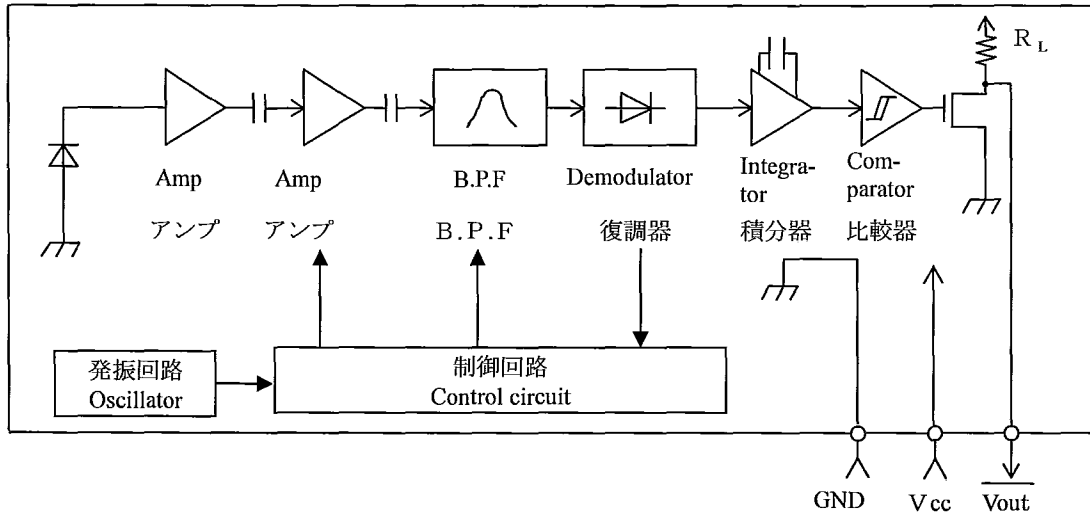 R L
Amp
Amp
B.P.F
Demodulator
Integra-
tor
Com-
parator
アンプ
アンプ
B.P.F
復調器
積分器
比較器
発振回路
Oscillator
制御回路
Control circuit
GND
Vcc
Vout